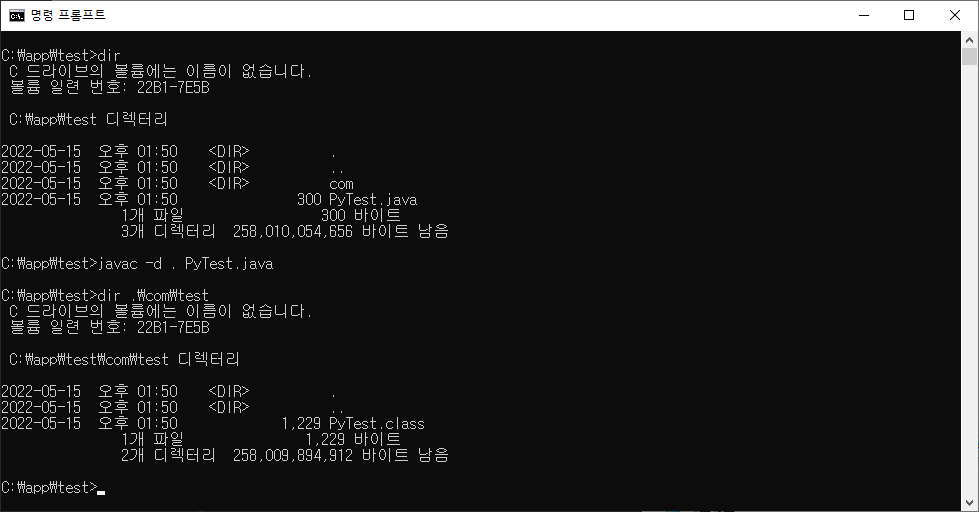 명령 프롬프트
C:\app\test>dir
C 드라이브의 볼륨에는 이름이 없습니다.
볼륨 일련 번호: 22B1-7E5B
C:\app\test 디렉터리
2022-05-15 오후 01:50 <DIR> .
2022-05-15 오후 01:50 <DIR> ..
2022-05-15 오후 01:50 <DIR> com
2022-05-15 오후 01:50 300 PyTest.java
1개 파일 300 바이트
3개 디렉터리 258,010,054,656 바이트 남음
C:\app\test>javac -d . PyTest.java
C:\app\test>dir .\com\test
C 드라이브의 볼륨에는 이름이 없습니다.
볼륨 일련 번호: 22B1-7E5B
C:\app\test\com\test 디렉터리
2022-05-15 오후 01:50 <DIR> .
2022-05-15 오후 01:50 <DIR> ..
2022-05-15 오후 01:50 1,229 PyTest.class
1개 파일 1,229 바이트
2개 디렉터리 258,009,894,912 바이트 남음
C:\app\test>